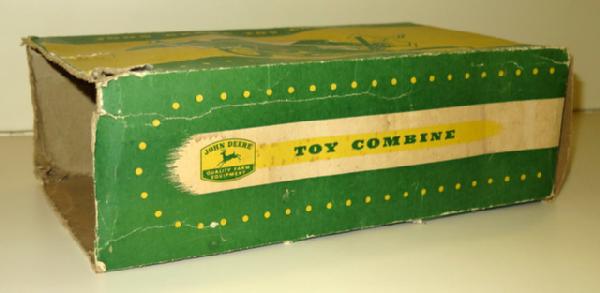 JOHN DEERE
QUALITY FARM
EQUIPMENT
TOY COMBINE